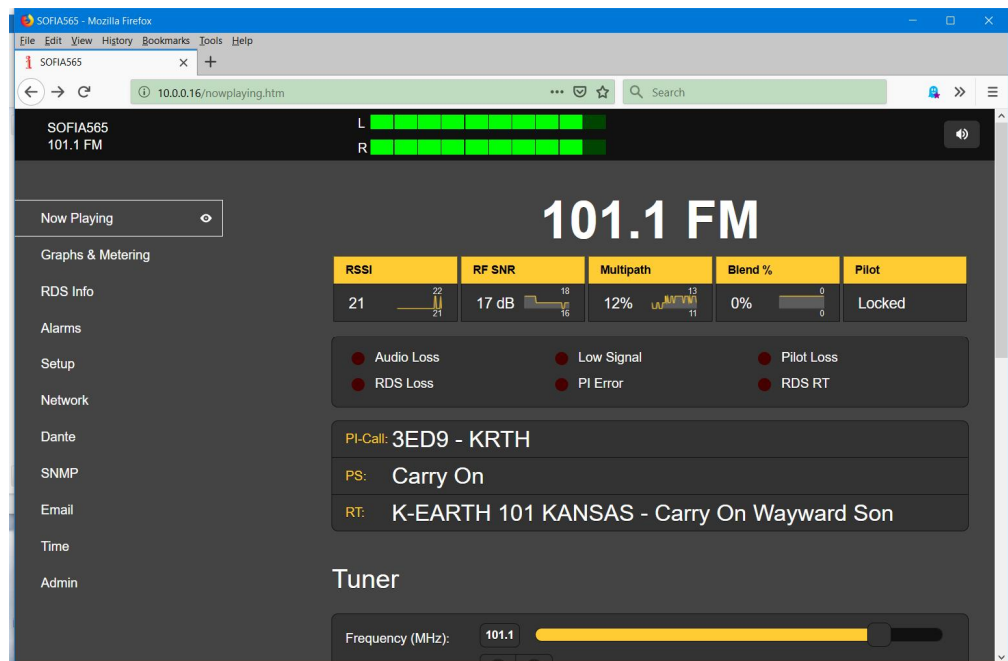 SOFIA565 - Mozilla Firefox
File Edit View History Bookmarks Tools Help
SOFIA565
10.0.0.16/nowplaying.htm Search
SOFIA565
101.1 FM
L
R
Now Playing
Graphs & Metering
RDS Info
Alarms
Setup
Network
Dante
SNMP
Email
Time
Admin
101.1 FM
RSSI RF SNR Multipath Blend % Pilot
21 22 21 17 dB 18 16 12% 13 11 0% 0 0 Locked
Audio Loss Low Signal Pilot Loss
RDS Loss PI Error RDS RT
PI-Call: 3ED9 - KRTH
PS: Carry On
RT: K-EARTH 101 KANSAS - Carry On Wayward Son
Tuner
Frequency (MHz): 101.1